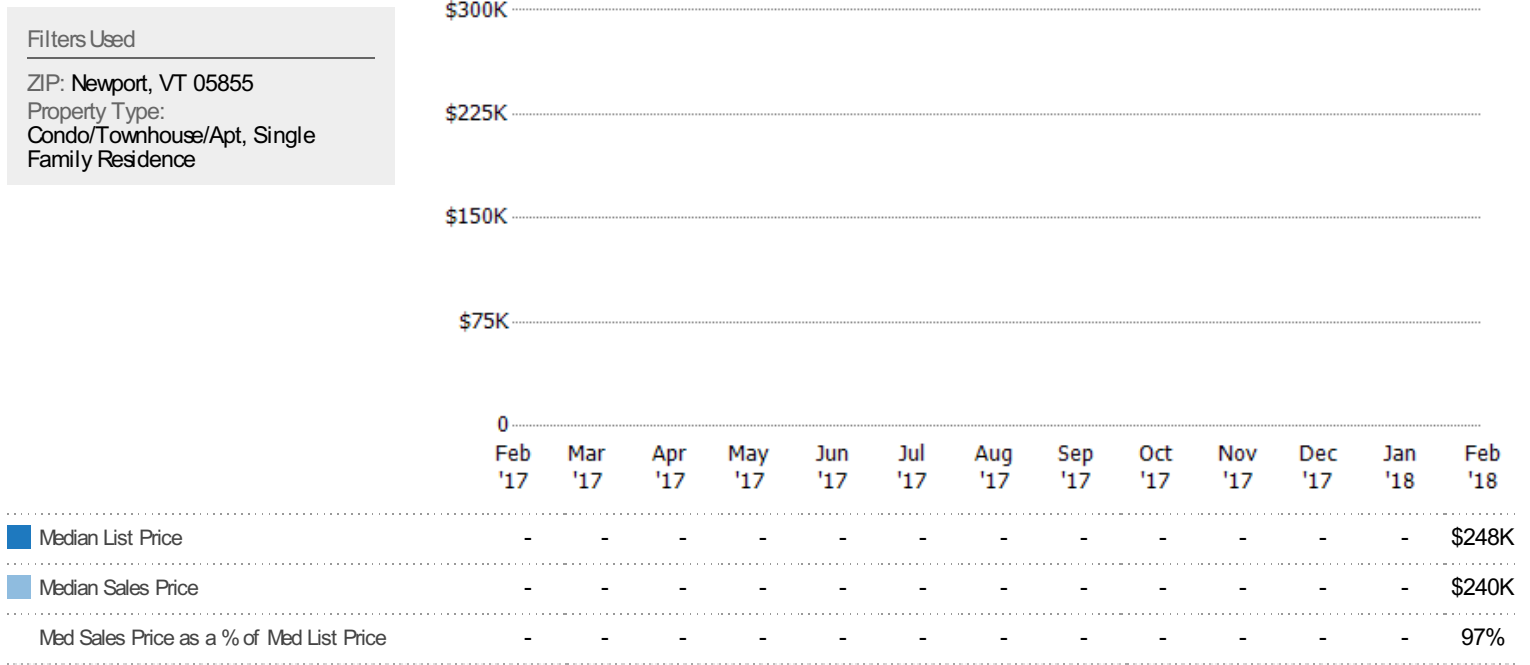 Filters Used
ZIP: Newport, VT 05855
Property Type:
Condo/Townhouse/Apt, Single
Family Residence
$300K
$225K
$150K
$75K
0
Feb Mar Apr May Jun Jul Aug Sep Oct Nov Dec Jan Feb
'17 '17 '17 '17 '17 '17 '17 '17 '17 '17 '17 '18 '18
Median List Price - - - - - - - - - - - - $248K
Median Sales Price - - - - - - - - - - - - $240K
Med Sales Price as a % of Med List Price - - - - - - - - - - - - 97%